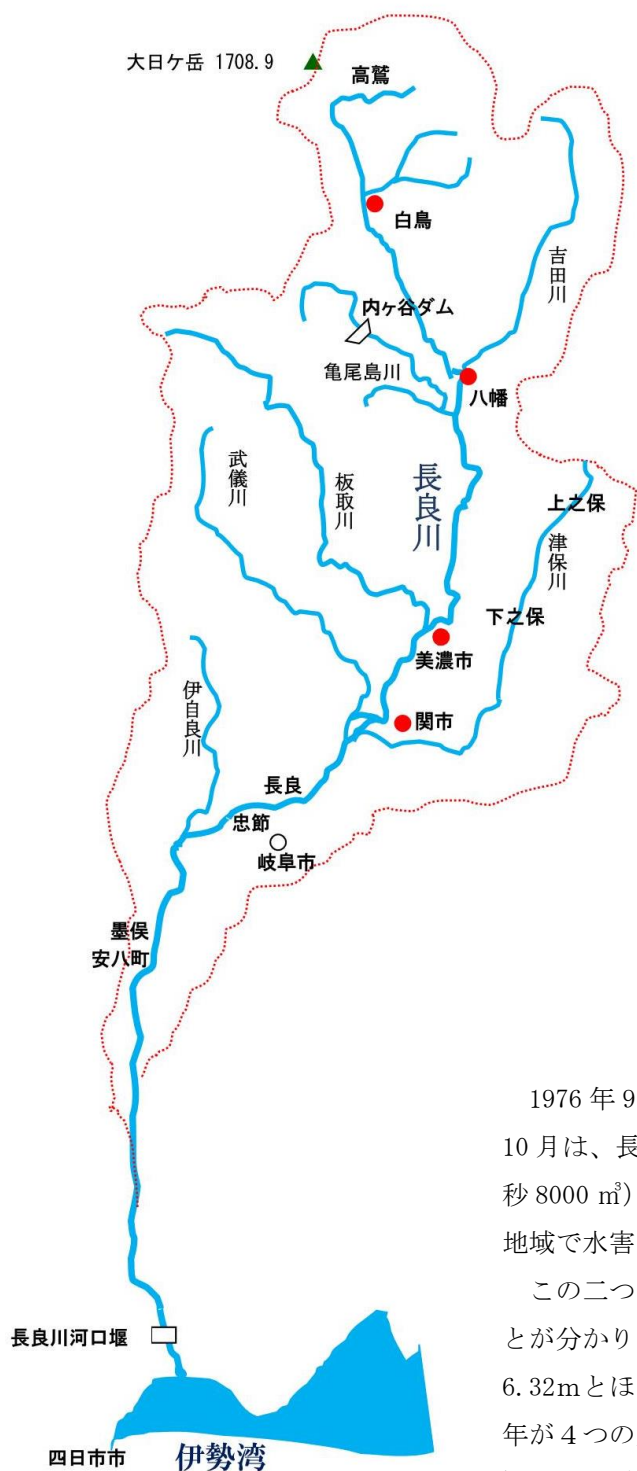 大日ケ岳 1708.9
高鷲
白鳥
吉田川
内ヶ谷ダム
亀尾島川
八幡
武儀川
板取川
長良川
上之保
津保川
下之保
美濃市
伊自良川
関市
長良
忠節
岐阜市
墨俣
安八町
1976 年 9
10 月は、長
秒 8000 ㎥)
地域で水害
この二つ
とが分かり
6.32mとほ
年が４つの
長良川河口堰
四日市市
伊勢湾